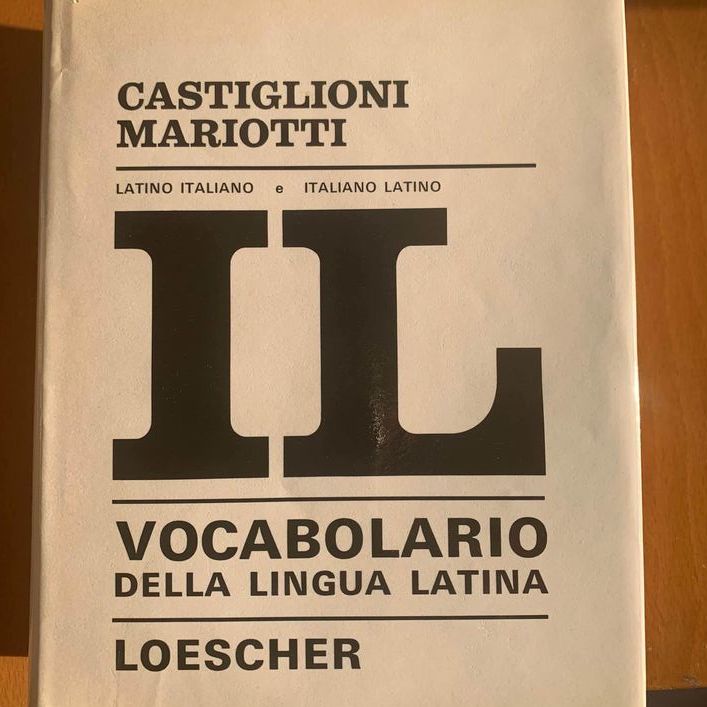 CASTIGLIONI
MARIOTTI
LATINO ITALIANO e ITALIANO LATINO
IL
VOCABOLARIO
DELLA LINGUA LATINA
LOESCHER